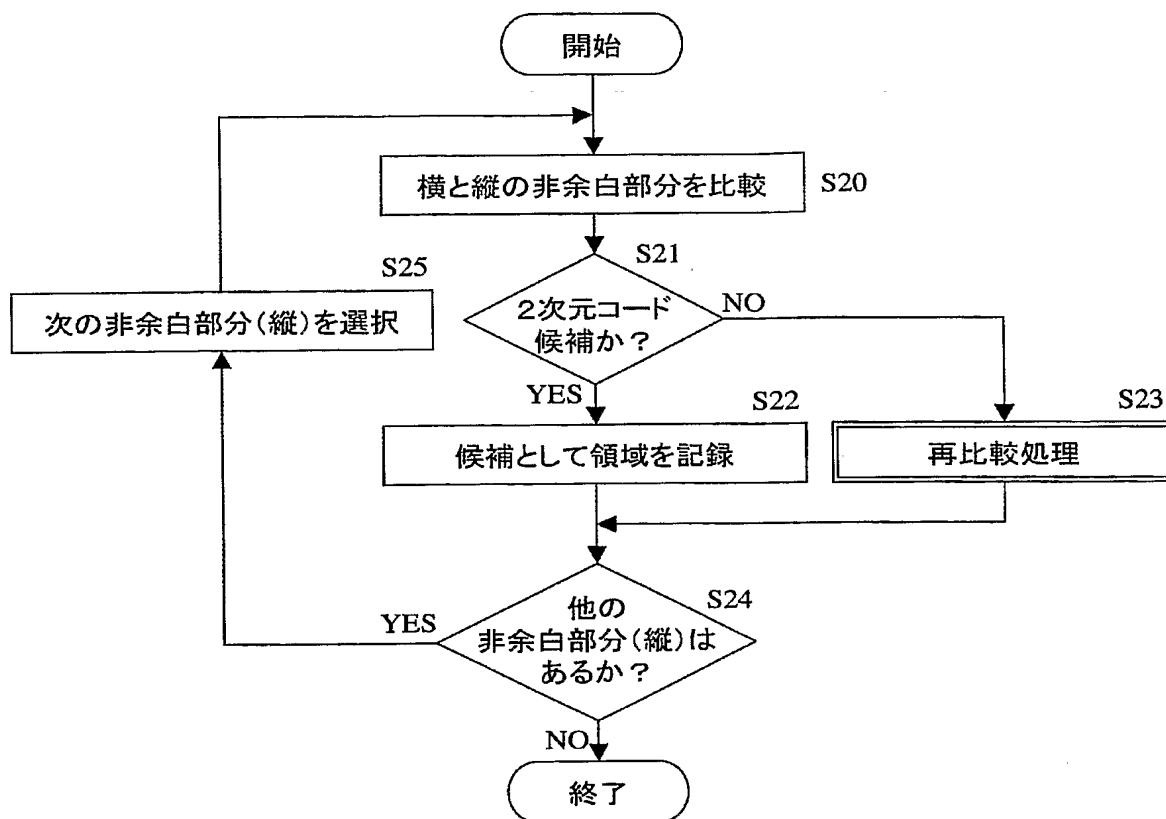 開始
横と縦の非余白部分を比較
S20
S21
S25
2次元コード
候補か？
NO
次の非余白部分(縦)を選択
YES
S22
S23
候補として領域を記録
再比較処理
他の
S24
YES
非余白部分(縦)は
あるか？
NO
終了